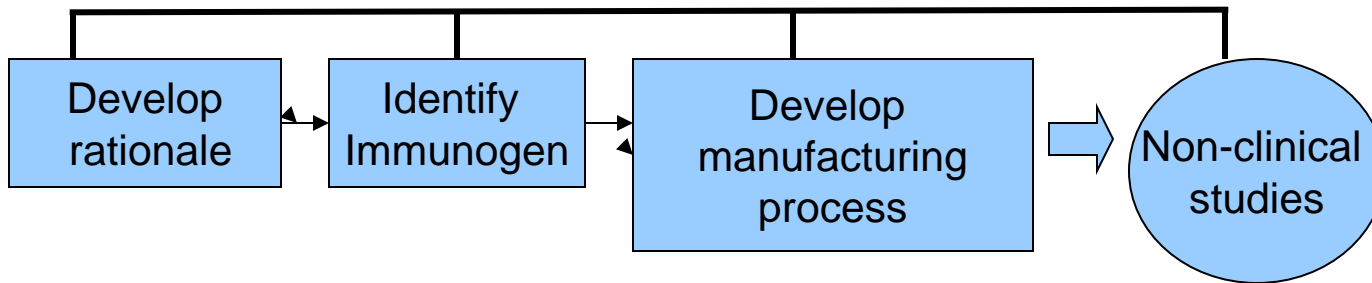 Develop
rationale
Identify
Immunogen
Develop
manufacturing
process
Non-clinical
studies